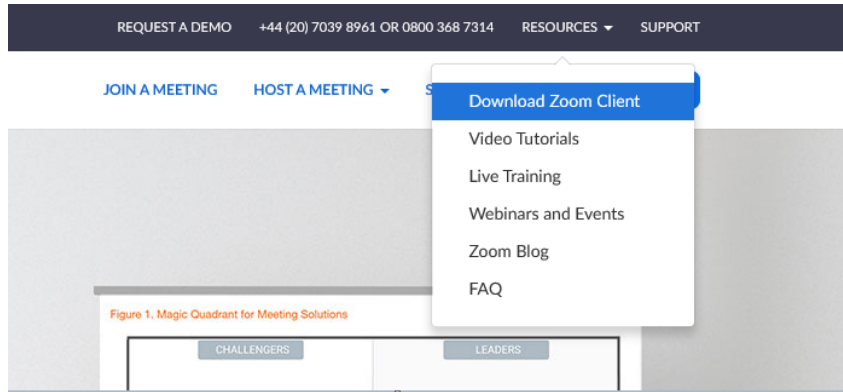 REQUEST A DEMO +44 (20) 7039 8961 OR 0800 368 7314 RESOURCES SUPPORT
JOIN A MEETING HOST A MEETING S
Download Zoom Client
Video Tutorials
Live Training
Webinars and Events
Zoom Blog
FAQ
Figure 1. Magic Quadrant for Meeting Solutions
CHALLENGERS LEADERS